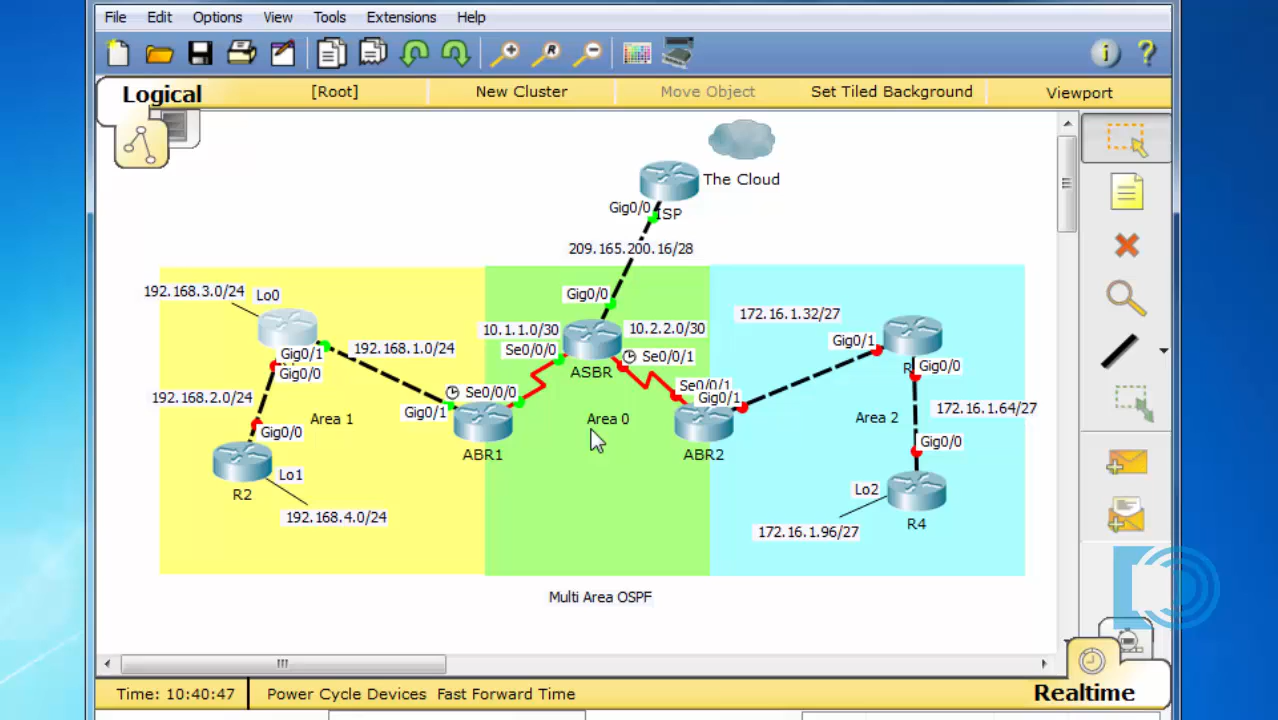 File Edit Options View Tools Extensions Help
Logical [Root] New Cluster Move Object Set Tiled Background Viewport
The Cloud
Gig0/0 ISP
209.165.200.16/28
192.168.3.0/24 Lo0
Gig0/0
172.16.1.32/27
10.1.1.0/30 10.2.2.0/30
Gig0/1
192.168.1.0/24
Se0/0/0
Se0/0/1
Gig0/1
Gig0/0
ASBR
R
Gig0/0
192.168.2.0/24
Se0/0/0
Se0/0/1
Gig0/1
Gig0/1
172.16.1.64/27
Area 1
Area 0
Area 2
Gig0/0
Gig0/0
ABR1
ABR2
R2
Lo1
Lo2
192.168.4.0/24
172.16.1.96/27
R4
Multi Area OSPF
Time: 10:40:47 Power Cycle Devices Fast Forward Time Realtime